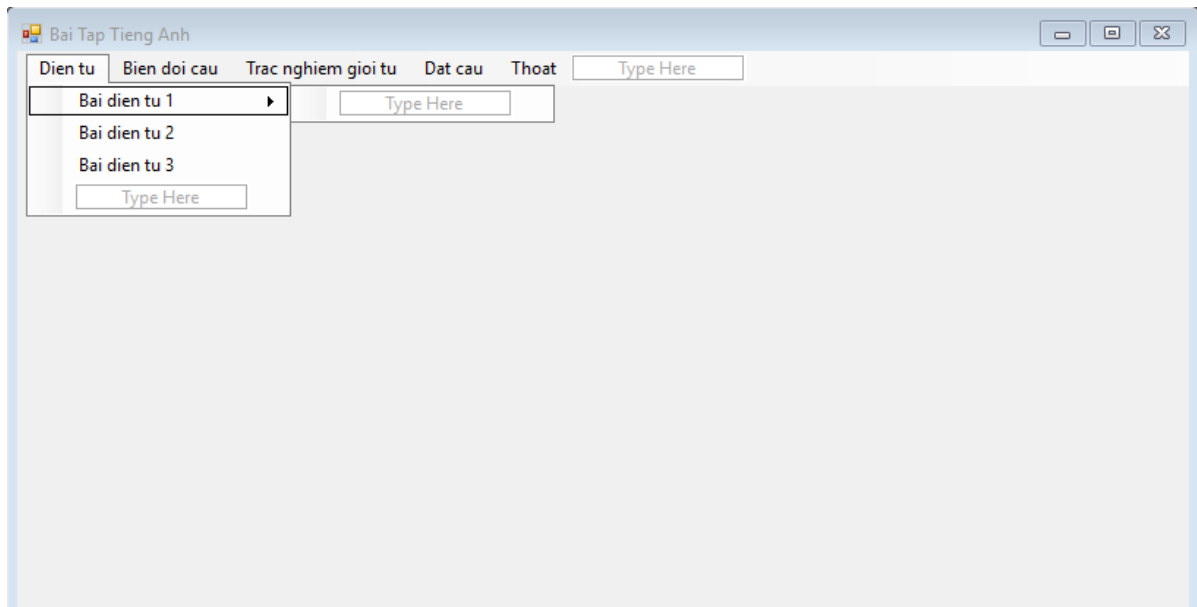 Bai Tap Tieng Anh
Dien tu Bien doi cau Trac nghiem gioi tu Dat cau Thoat Type Here
Bai dien tu 1 Type Here
Bai dien tu 2
Bai dien tu 3
Type Here